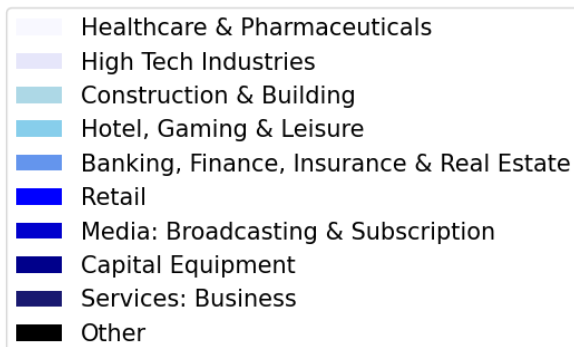 Healthcare & Pharmaceuticals
High Tech Industries
Construction & Building
Hotel, Gaming & Leisure
Banking, Finance, Insurance & Real Estate
Retail
Media: Broadcasting & Subscription
Capital Equipment
Services: Business
Other